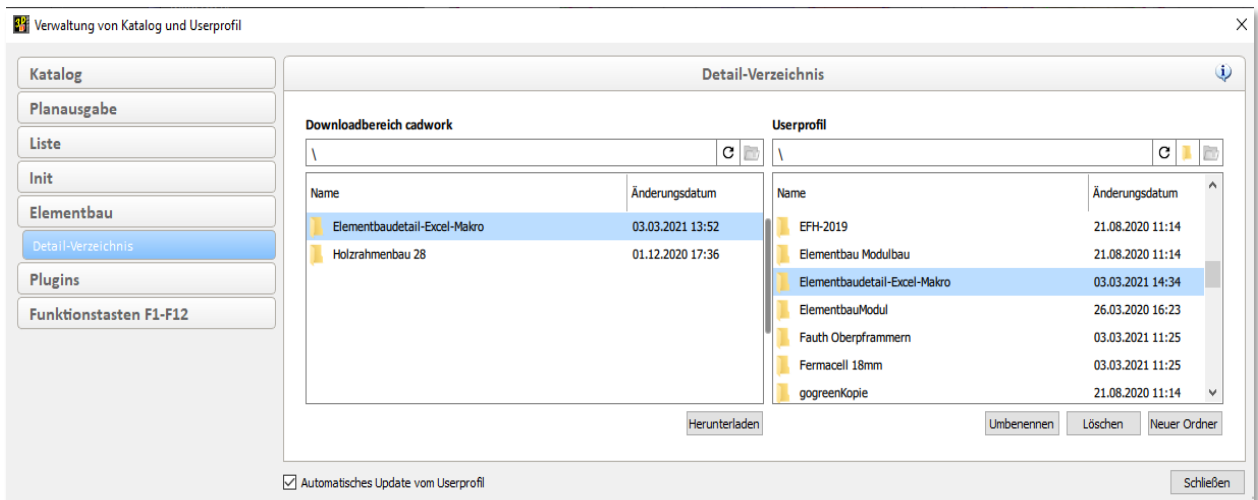 Verwaltung von Katalog und Userprofil
Katalog
Planausgabe
Liste
Init
Elementbau
Detail-Verzeichnis
Plugins
Funktionstasten F1-F12
Detail-Verzeichnis
Downloadbereich cadwork
\
Name Änderungsdatum
Elementbaudetail-Excel-Makro 03.03.2021 13:52
Holzrahmenbau 28 01.12.2020 17:36
Herunterladen
Userprofil
\
Name Änderungsdatum
EFH-2019 21.08.2020 11:14
Elementbau Modulbau 21.08.2020 11:14
Elementbaudetail-Excel-Makro 03.03.2021 14:34
ElementbauModul 26.03.2020 16:23
Fauth Oberpframmern 03.03.2021 11:25
Fermacell 18mm 03.03.2021 11:25
gogreenKopie 21.08.2020 11:14
Umbenennen Löschen Neuer Ordner
Automatisches Update vom Userprofil
Schließen